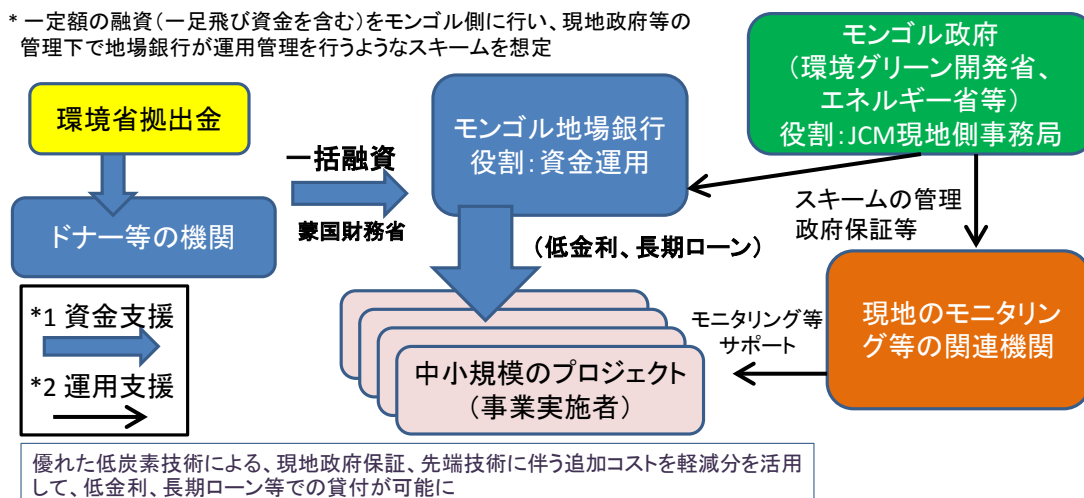 * 一定額の融資(一足飛び資金を含む)をモンゴル側に行い、現地政府等の
管理下で地場銀行が運用管理を行うようなスキームを想定
環境省拠出金
ドナー等の機関
一括融資
蒙国財務省
モンゴル地場銀行
役割：資金運用
モンゴル政府
（環境グリーン開発省、
エネルギー省等）
役割：JCM現地側事務局
スキームの管理
政府保証等
（低金利、長期ローン）
*1 資金支援
*2 運用支援
中小規模のプロジェクト
（事業実施者）
モニタリング等
サポート
現地のモニタリン
グ等の関連機関
優れた低炭素技術による、現地政府保証、先端技術に伴う追加コストを軽減分を活用
して、低金利、長期ローン等での貸付が可能に